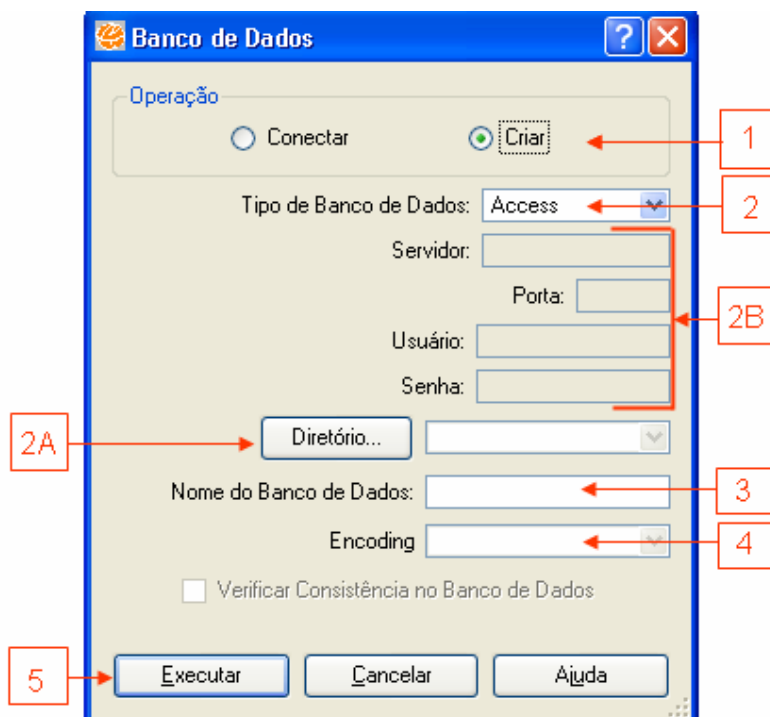 Banco de Dados
Operação
Conectar Criar 1
Tipo de Banco de Dados: Access 2
Servidor:
Porta:
2B
Usuário:
Senha:
2A Diretório...
Nome do Banco de Dados: 3
Encoding 4
Verificar Consistência no Banco de Dados
5 Executar Cancelar Ajuda